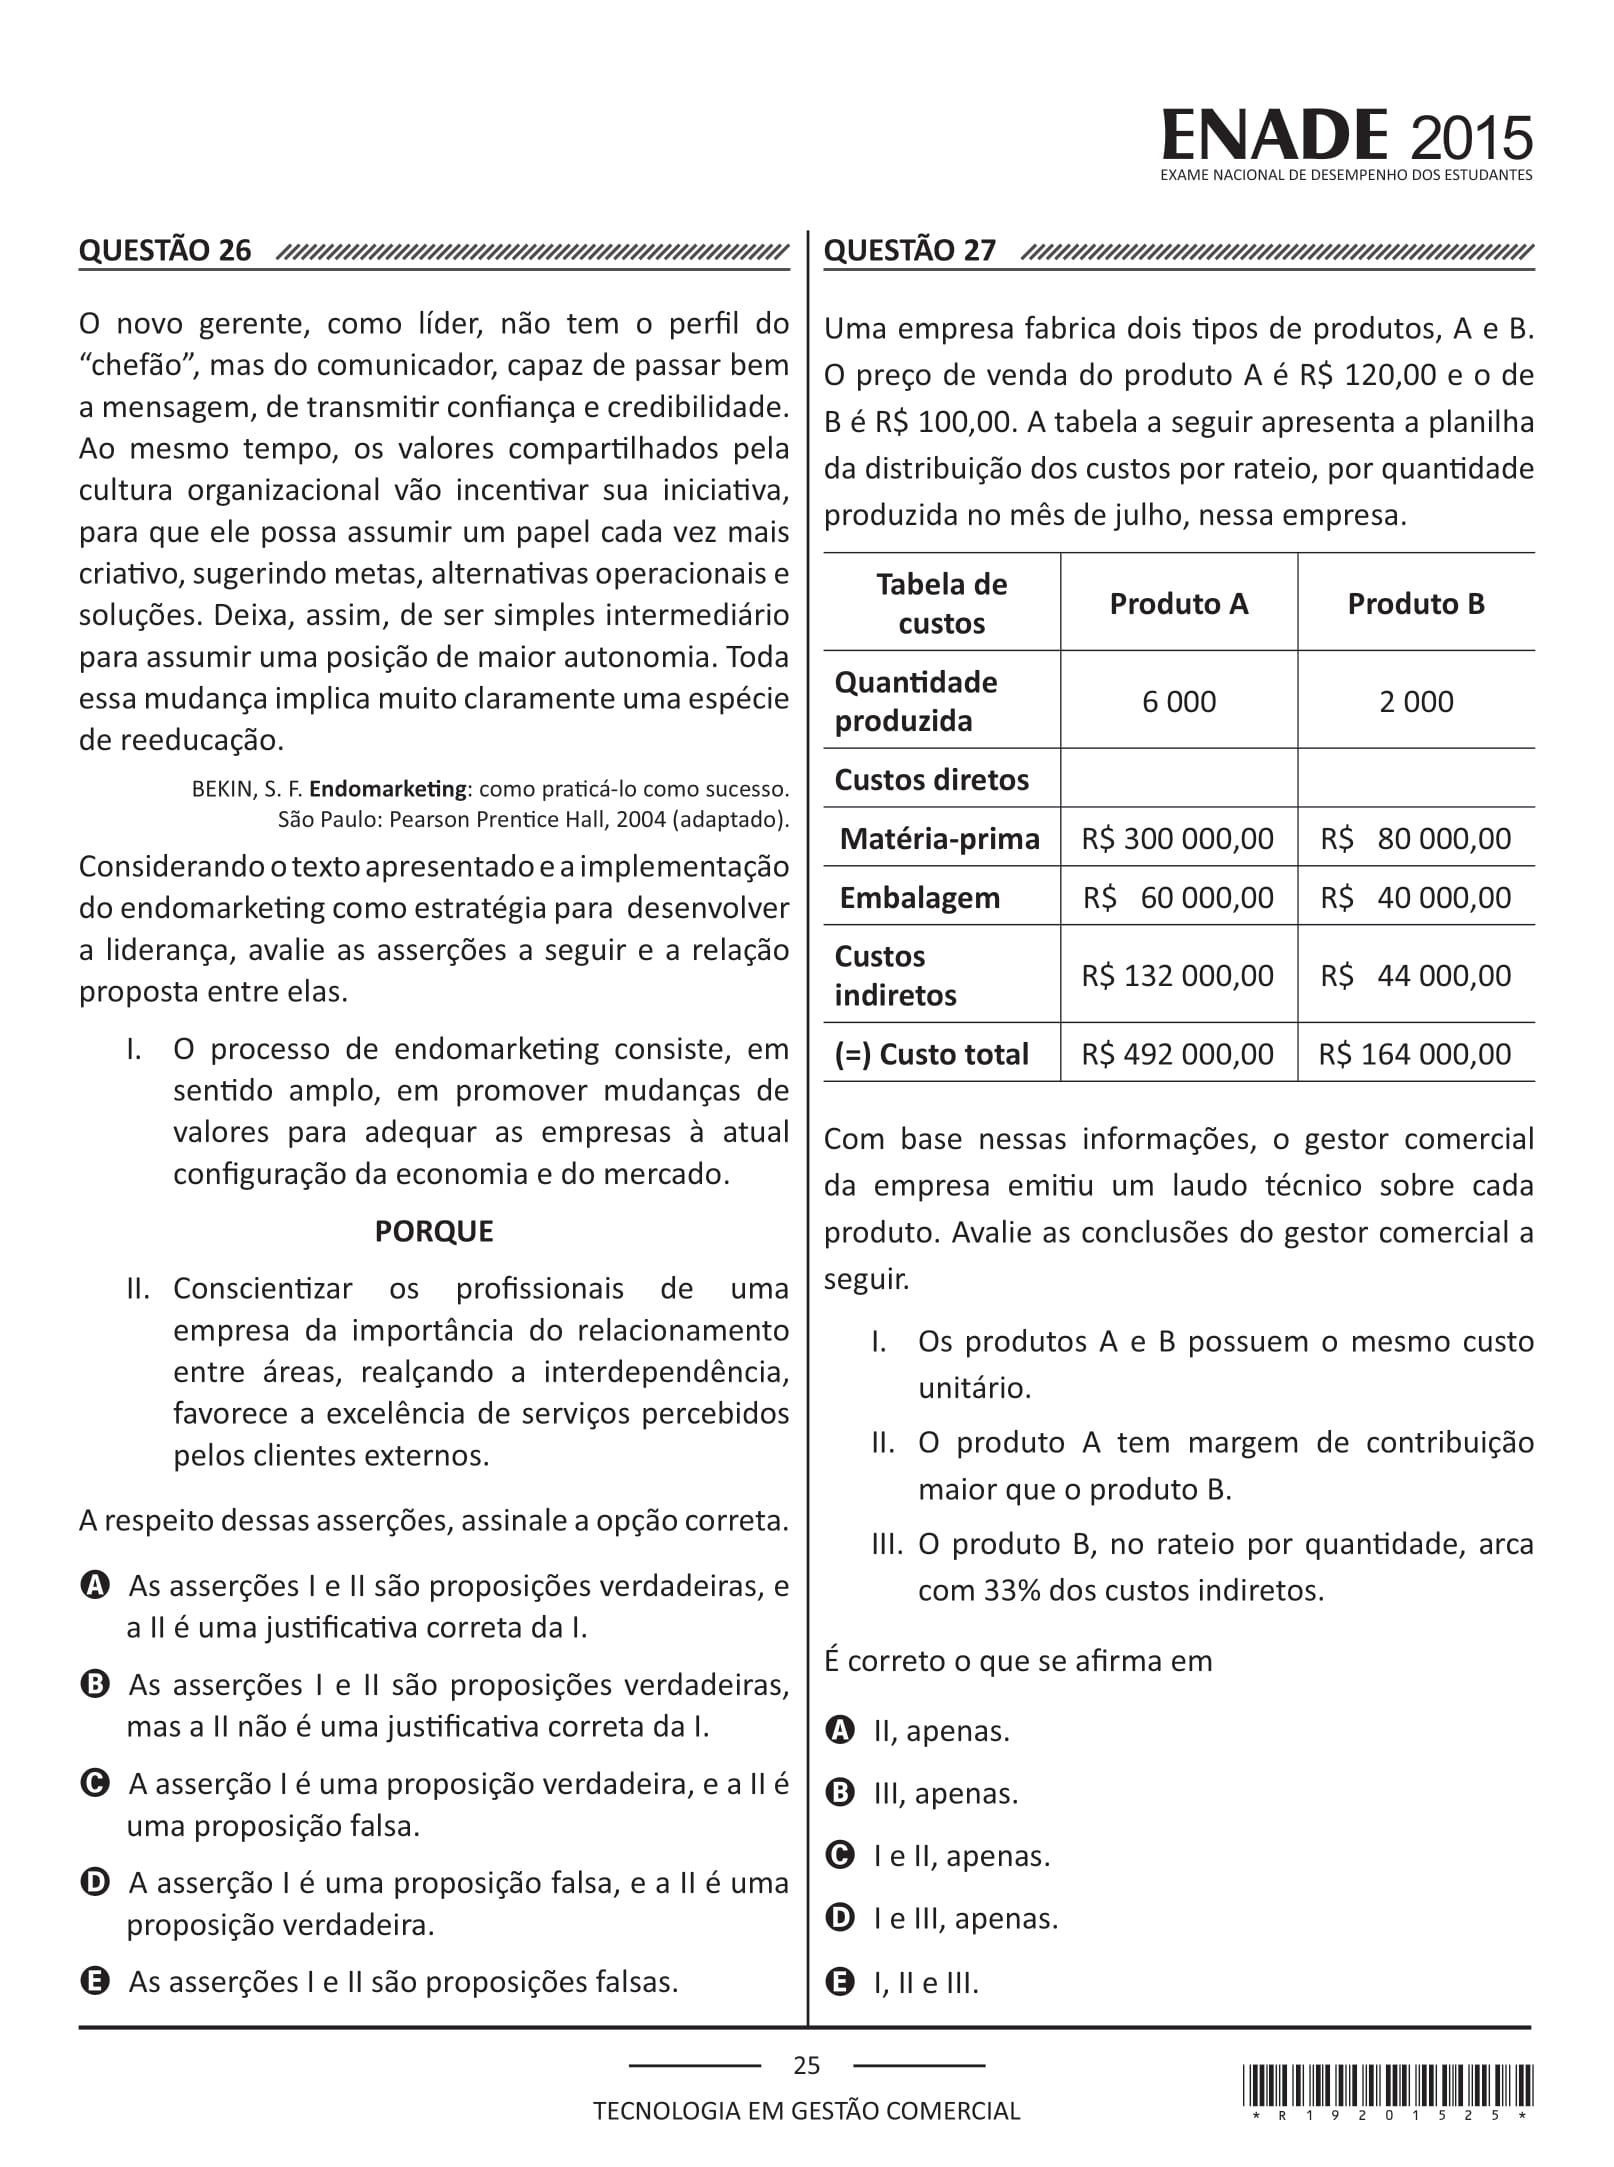 ENADE 2015
EXAME NACIONAL DE DESEMPENHO DOS ESTUDANTES
QUESTÃO 26
O novo gerente, como líder, não tem o perfil do
“chefão”, mas do comunicador, capaz de passar bem
a mensagem, de transmitir confiança e credibilidade.
Ao mesmo tempo, os valores compartilhados pela
cultura organizacional vão incentivar sua iniciativa,
para que ele possa assumir um papel cada vez mais
criativo, sugerindo metas, alternativas operacionais e
soluções. Deixa, assim, de ser simples intermediário
para assumir uma posição de maior autonomia. Toda
essa mudança implica muito claramente uma espécie
de reeducação.
BEKIN, S. F. Endomarketing: como praticá-lo como sucesso.
São Paulo: Pearson Prentice Hall, 2004 (adaptado).
Considerando o texto apresentado e a implementação
do endomarketing como estratégia para desenvolver
a liderança, avalie as asserções a seguir e a relação
proposta entre elas.
I. O processo de endomarketing consiste, em
sentido amplo, em promover mudanças de
valores para adequar as empresas à atual
configuração da economia e do mercado.
PORQUE
II. Conscientizar os profissionais de uma
empresa da importância do relacionamento
entre áreas, realçando a interdependência,
favorece a excelência de serviços percebidos
pelos clientes externos.
A respeito dessas asserções, assinale a opção correta.
A As asserções I e II são proposições verdadeiras, e
a II é uma justificativa correta da I.
B As asserções I e II são proposições verdadeiras,
mas a II não é uma justificativa correta da I.
C A asserção I é uma proposição verdadeira, e a II é
uma proposição falsa.
D A asserção I é uma proposição falsa, e a II é uma
proposição verdadeira.
E As asserções I e II são proposições falsas.
QUESTÃO 27
Uma empresa fabrica dois tipos de produtos, A e B.
O preço de venda do produto A é R$ 120,00 e o de
B é R$ 100,00. A tabela a seguir apresenta a planilha
da distribuição dos custos por rateio, por quantidade
produzida no mês de julho, nessa empresa.
Tabela de
custos
Produto A
Produto B
Quantidade
produzida
6 000
2 000
Custos diretos
Matéria-prima R$ 300 000,00 R$ 80 000,00
Embalagem R$ 60 000,00 R$ 40 000,00
Custos
indiretos
R$ 132 000,00 R$ 44 000,00
(=) Custo total R$ 492 000,00 R$ 164 000,00
Com base nessas informações, o gestor comercial
da empresa emitiu um laudo técnico sobre cada
produto. Avalie as conclusões do gestor comercial a
seguir.
I. Os produtos A e B possuem o mesmo custo
unitário.
II. O produto A tem margem de contribuição
maior que o produto B.
III. O produto B, no rateio por quantidade, arca
com 33% dos custos indiretos.
É correto o que se afirma em
A II, apenas.
B III, apenas.
C I e II, apenas.
D I e III, apenas.
E I, II e III.
25
TECNOLOGIA EM GESTÃO COMERCIAL
*R19201525*